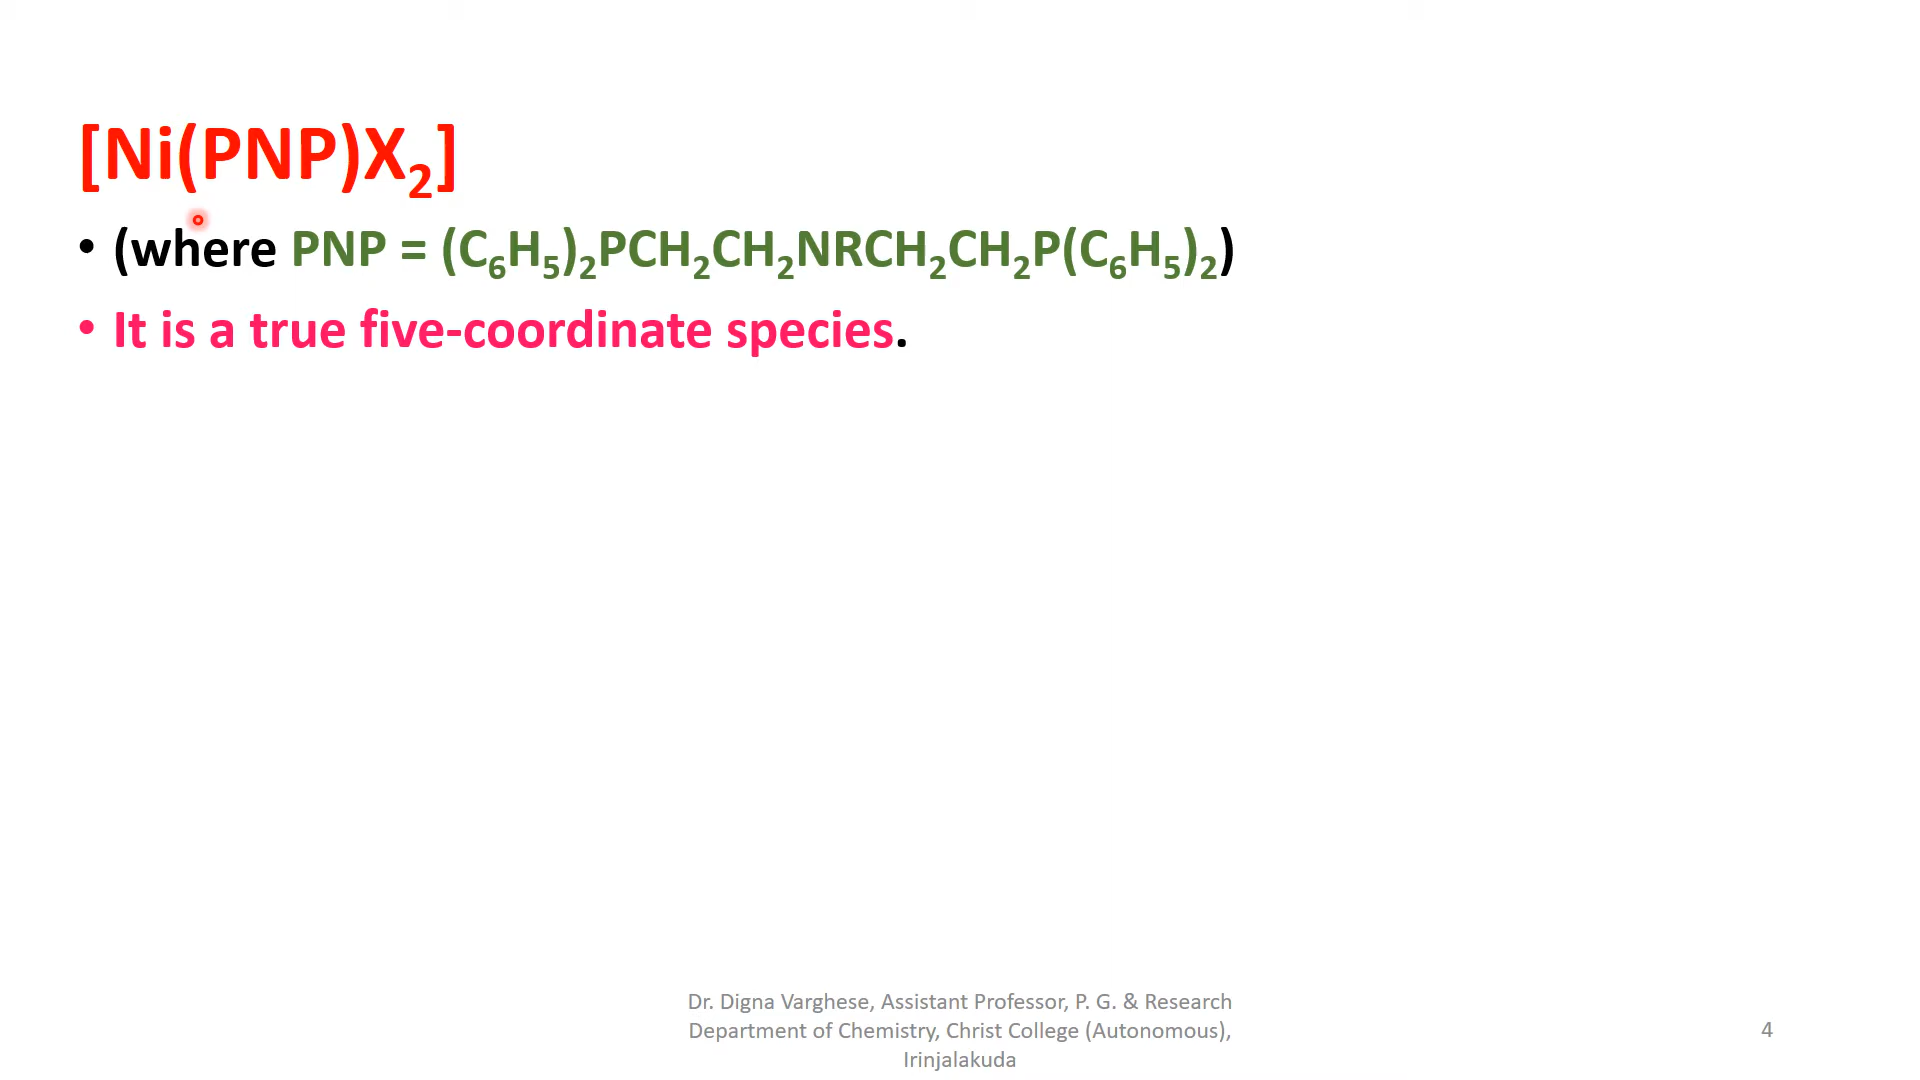 [Ni(PNP)X₂]
• (where PNP = (C₆H₅)₂PCH₂CH₂NRCH₂CH₂P(C₆H₅)₂)
• It is a true five-coordinate species.
Dr. Digna Varghese, Assistant Professor, P. G. & Research
Department of Chemistry, Christ College (Autonomous),
Irinjalakuda
4